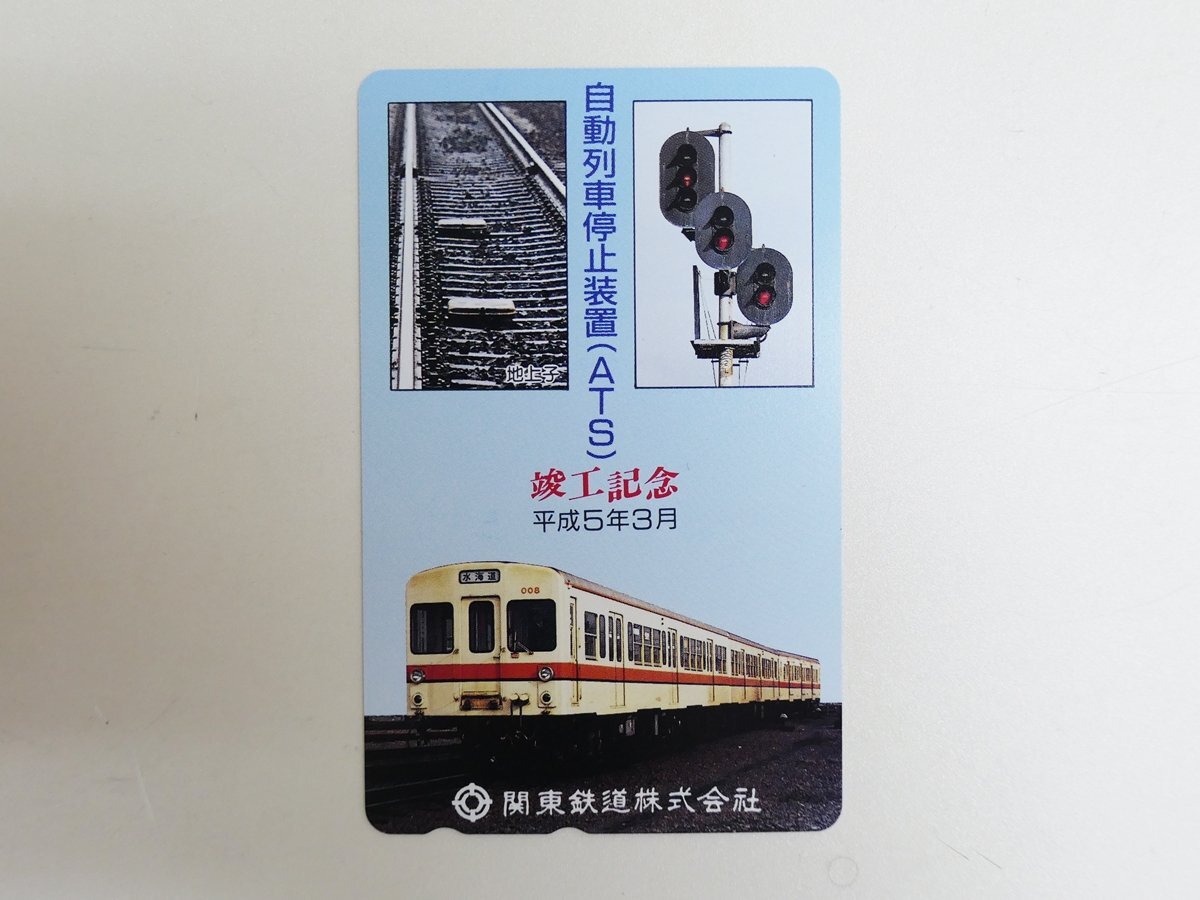 自動列車停止装置(ATS)
地上子
竣工記念
平成5年3月
水海道
008
関東鉄道株式会社